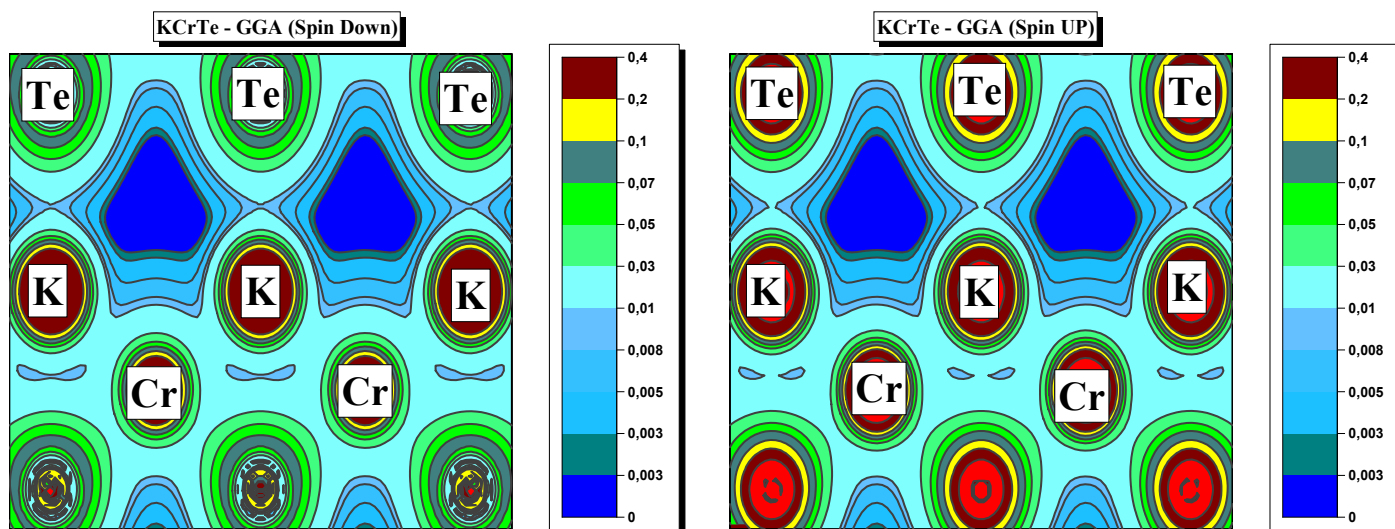 KCrTe - GGA (Spin Down)
Te
Te
Te
K
K
K
Cr
Cr
0,4
0,2
0,1
0,07
0,05
0,03
0,01
0,008
0,005
0,003
0,003
0
KCrTe - GGA (Spin UP)
Te
Te
Te
K
K
K
Cr
Cr
0,4
0,2
0,1
0,07
0,05
0,03
0,01
0,008
0,005
0,003
0,003
0